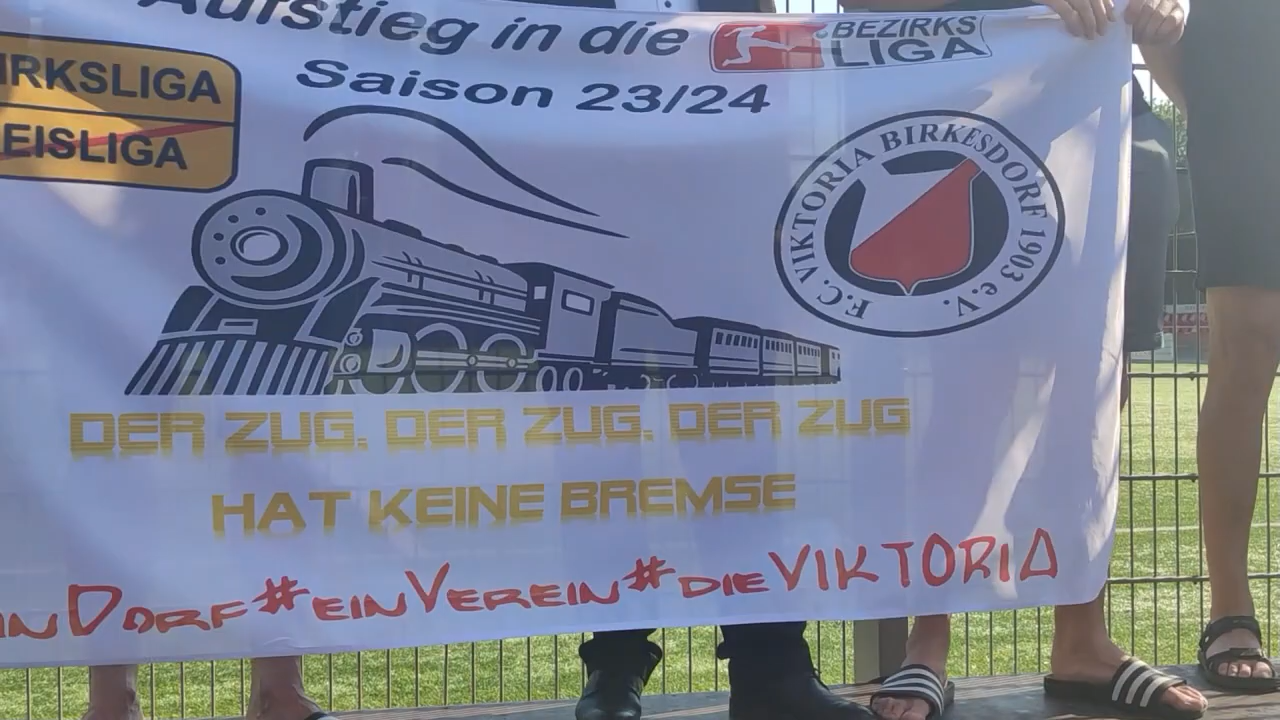 Aufstieg in die
BEZIRKS
LIGA
Saison 23/24
IRKSLIGA
EISLIGA
F.C. VIKTORIA BIRKESDORF 1903 e.V.
DER ZUG, DER ZUG, DER ZUG
HAT KEINE BREMSE
INDORF#EINVEREIN#DIEVIKTORIA